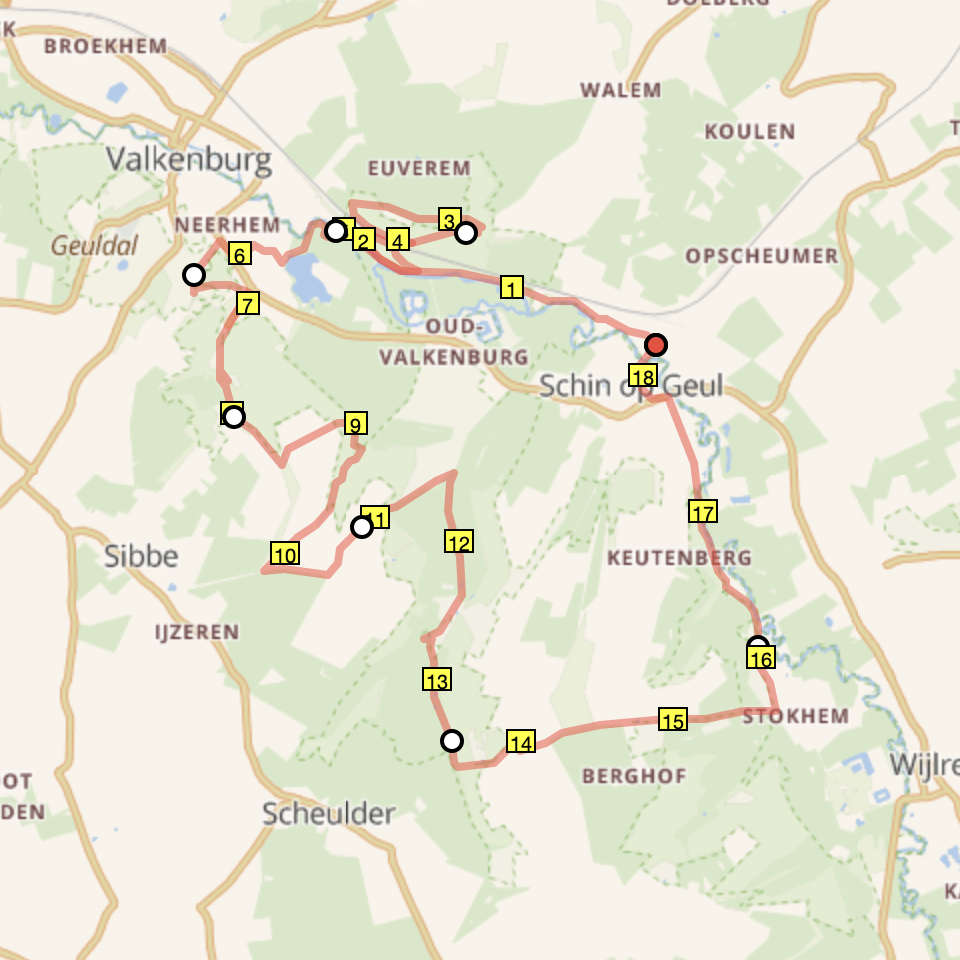 DOLBERG
BROEKHEM
WALEM
KOULEN
Valkenburg
EUVEREM
NEERHEM
3
Geuldal
6
2
4
OPSCHEUMER
1
7
OUD-
VALKENBURG
18
Schin op Geul
9
17
11
12
10
Sibbe
KEUTENBERG
IJZEREN
16
13
15
STOKHEM
14
BERGHOF
Wijlre
OOT
DEN
Scheulder